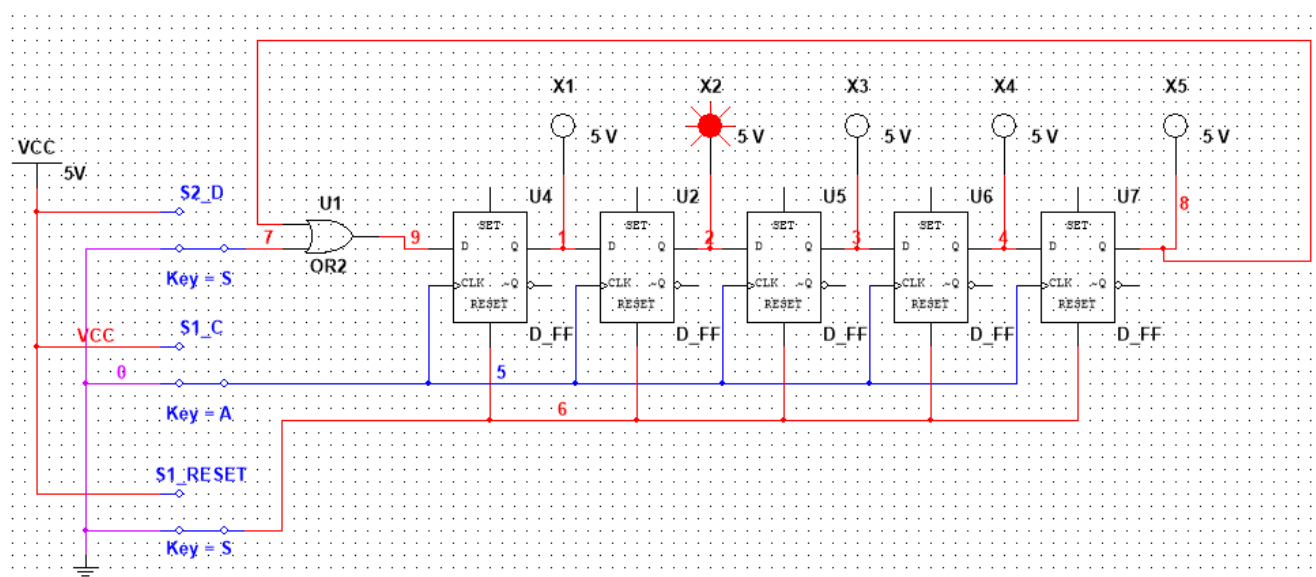 X1 X2 X3 X4 X5
5 V 5 V 5 V 5 V 5 V
VCC
5V
S2_D
U1 U4 U2 U5 U6 U7
8
SET SET SET SET SET
7 9 D Q 1 D Q 2 D Q 3 D Q 4 D Q
OR2
Key = S
CLK ~Q CLK ~Q CLK ~Q CLK ~Q CLK ~Q
RESET RESET RESET RESET RESET
S1_C
VCC
D_FF D_FF D_FF D_FF D_FF
0 5
Key = A
6
S1_RESET
Key = S